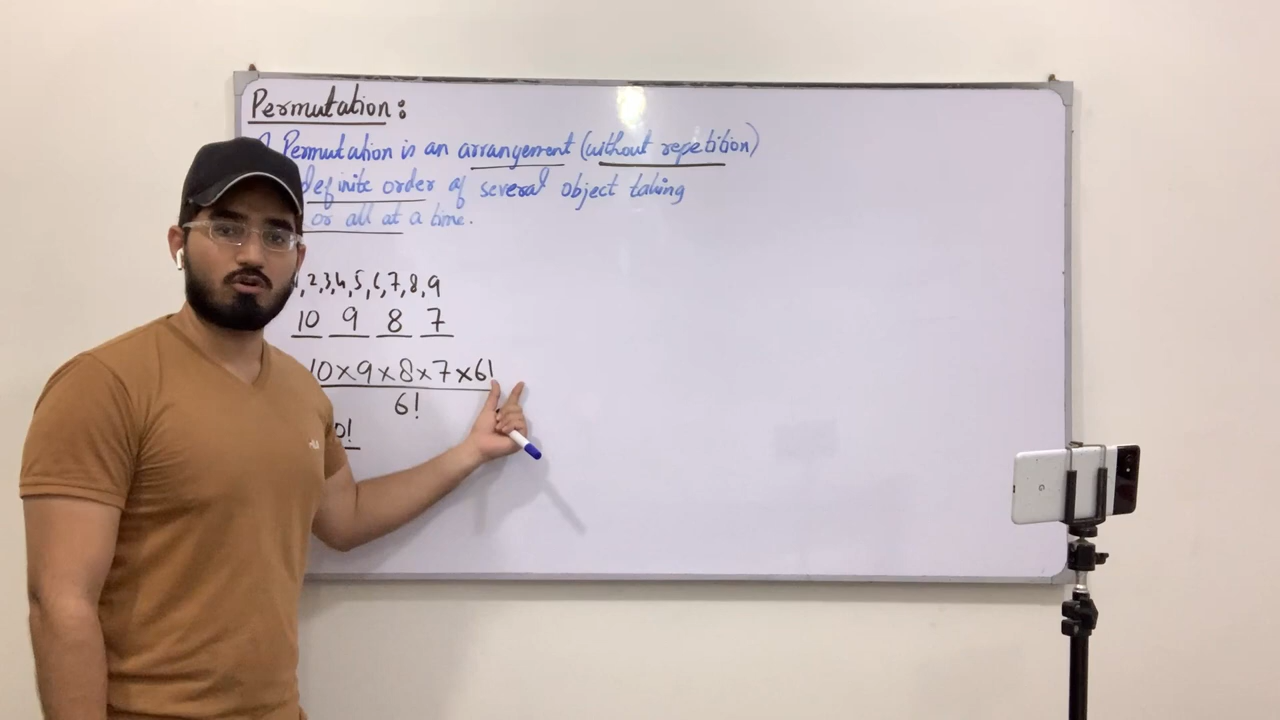 Permutation:
Permutation is an arrangement (without repetition)
definite order of several object taking
or all at a time.
,2,3,4,5,6,7,8,9
10 9 8 7
10×9×8×7×6!
6!
0!